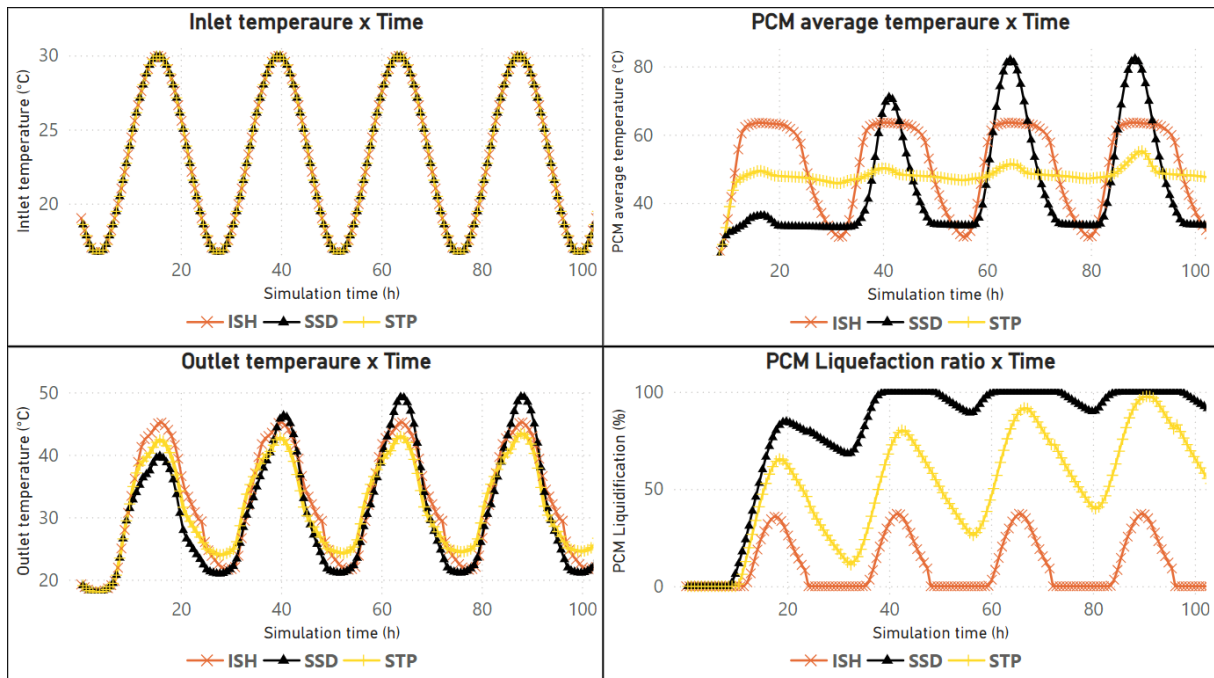 Inlet temperaure x Time
Intlet temperature (°C)
30
25
20
20
40
60
80
100
Simulation time (h)
ISH SSD STP
PCM average temperaure x Time
PCM average temperature (°C)
80
60
40
20
40
60
80
100
Simulation time (h)
ISH SSD STP
Outlet temperaure x Time
Outlet temperature (°C)
50
40
30
20
20
40
60
80
100
Simulation time (h)
ISH SSD STP
PCM Liquefaction ratio x Time
PCM Liquidification (%)
100
50
0
20
40
60
80
100
Simulation time (h)
ISH SSD STP